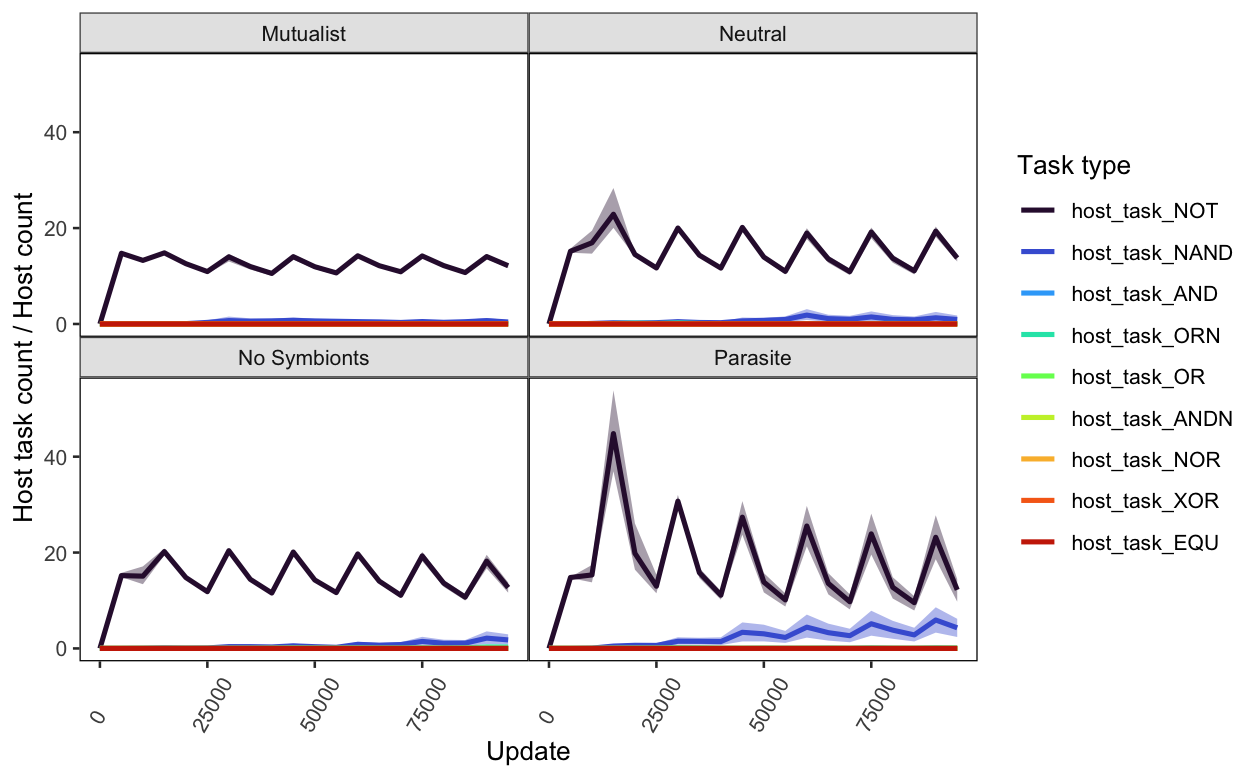 Mutualist
Neutral
40
20
0
No Symbionts
Parasite
40
20
0
0
25000
50000
75000
0
25000
50000
75000
Update
Host task count / Host count
Task type
host_task_NOT
host_task_NAND
host_task_AND
host_task_ORN
host_task_OR
host_task_ANDN
host_task_NOR
host_task_XOR
host_task_EQU